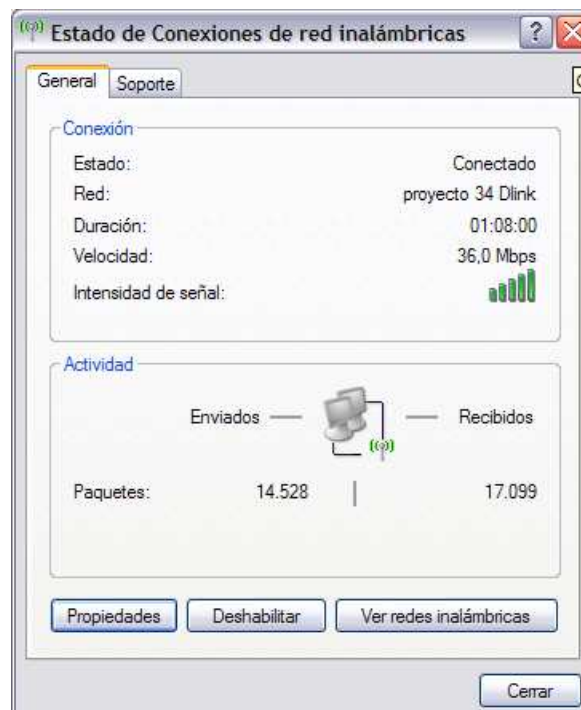 Estado de Conexiones de red inalámbricas
General Soporte
Conexión
Estado: Conectado
Red: proyecto 34 Dlink
Duración: 01:08:00
Velocidad: 36,0 Mbps
Intensidad de señal:
Actividad
Enviados Recibidos
Paquetes: 14.528 17.099
Propiedades Deshabilitar Ver redes inalámbricas
Cerrar